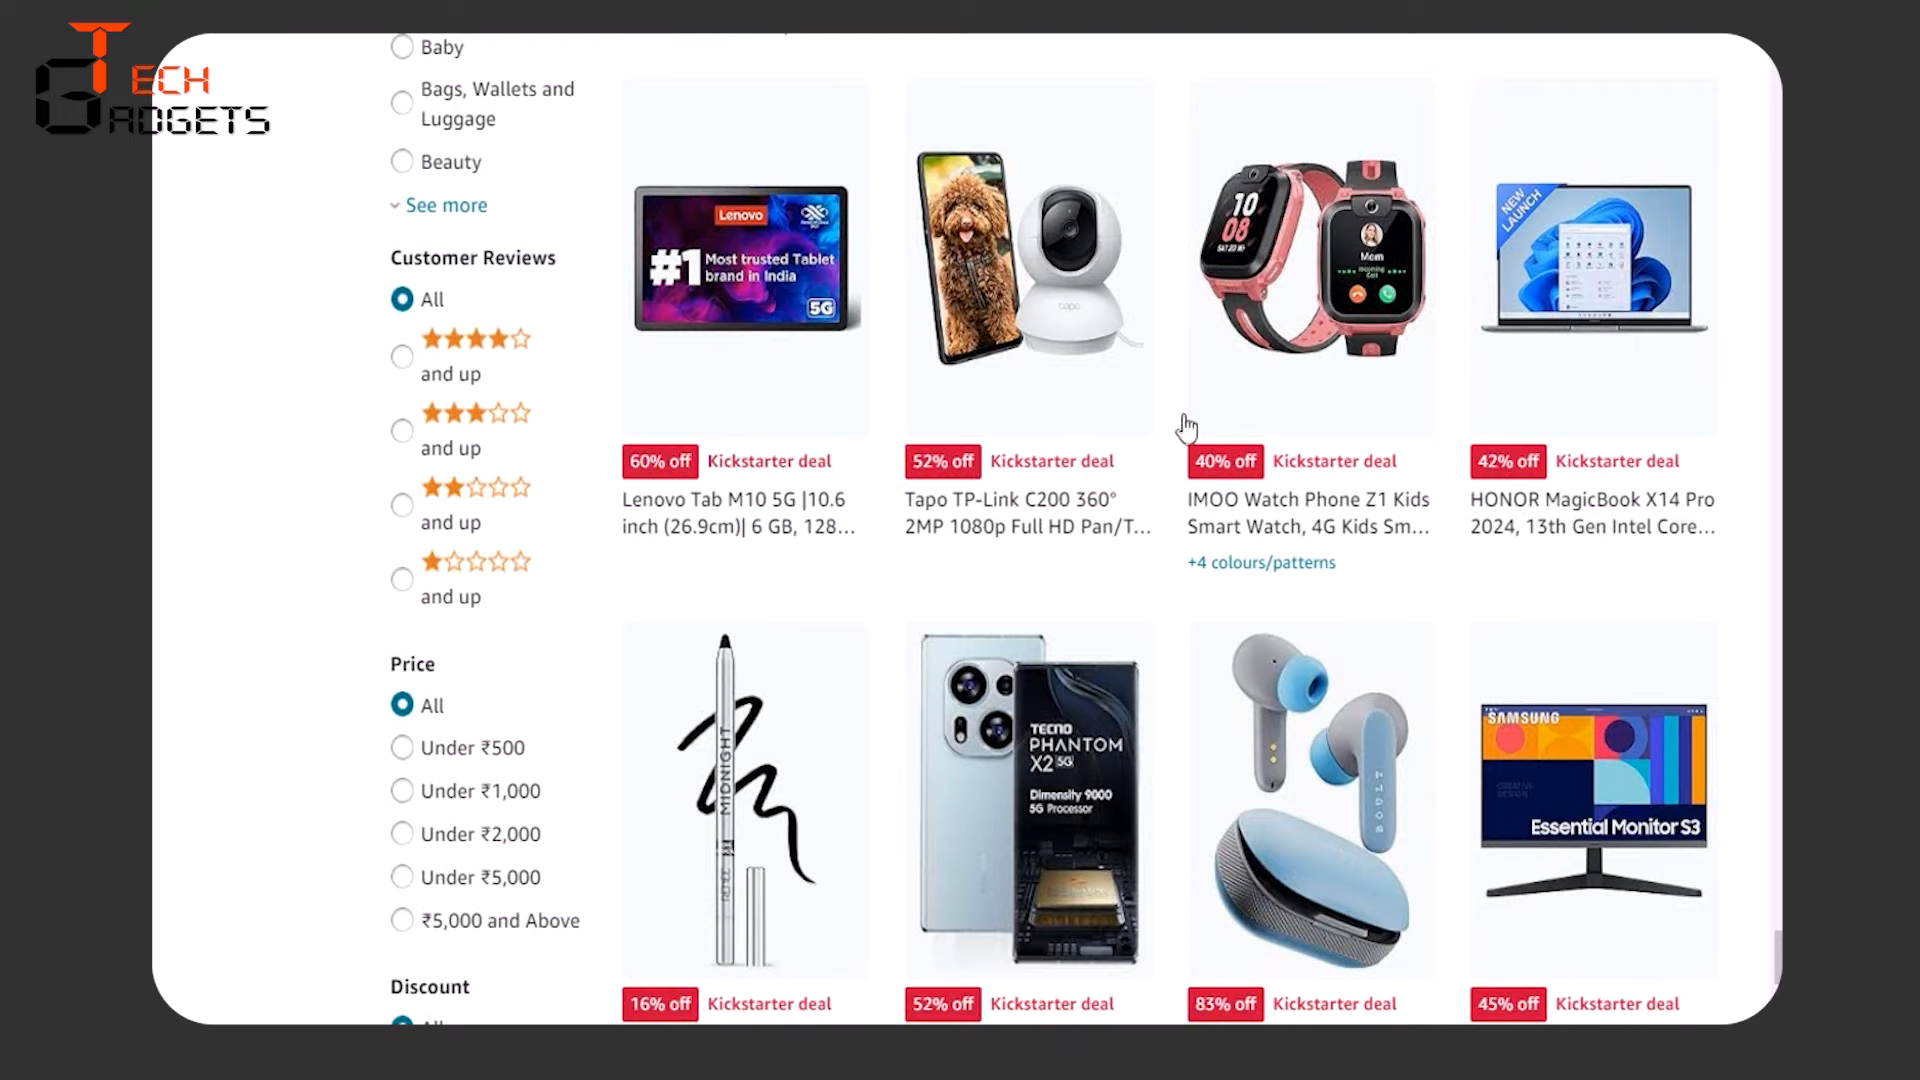 TECH
GADGETS
Baby
Bags, Wallets and
Luggage
Beauty
See more
Customer Reviews
All
and up
and up
and up
and up
Price
All
Under ₹500
Under ₹1,000
Under ₹2,000
Under ₹5,000
₹5,000 and Above
Discount
Lenovo
#1 Most trusted Tablet
brand in India
5G
60% off Kickstarter deal
Lenovo Tab M10 5G |10.6
inch (26.9cm)| 6 GB, 128...
tapo
52% off Kickstarter deal
Tapo TP-Link C200 360°
2MP 1080p Full HD Pan/T...
10
08
Mom
Incoming
Call
40% off Kickstarter deal
IMOO Watch Phone Z1 Kids
Smart Watch, 4G Kids Sm...
+4 colours/patterns
NEW
LAUNCH
42% off Kickstarter deal
HONOR MagicBook X14 Pro
2024, 13th Gen Intel Core...
MIDNIGHT
16% off Kickstarter deal
TECNO
PHANTOM
X2 5G
Dimensity 9000
5G Processor
52% off Kickstarter deal
BOULT
83% off Kickstarter deal
SAMSUNG
Essential Monitor S3
45% off Kickstarter deal